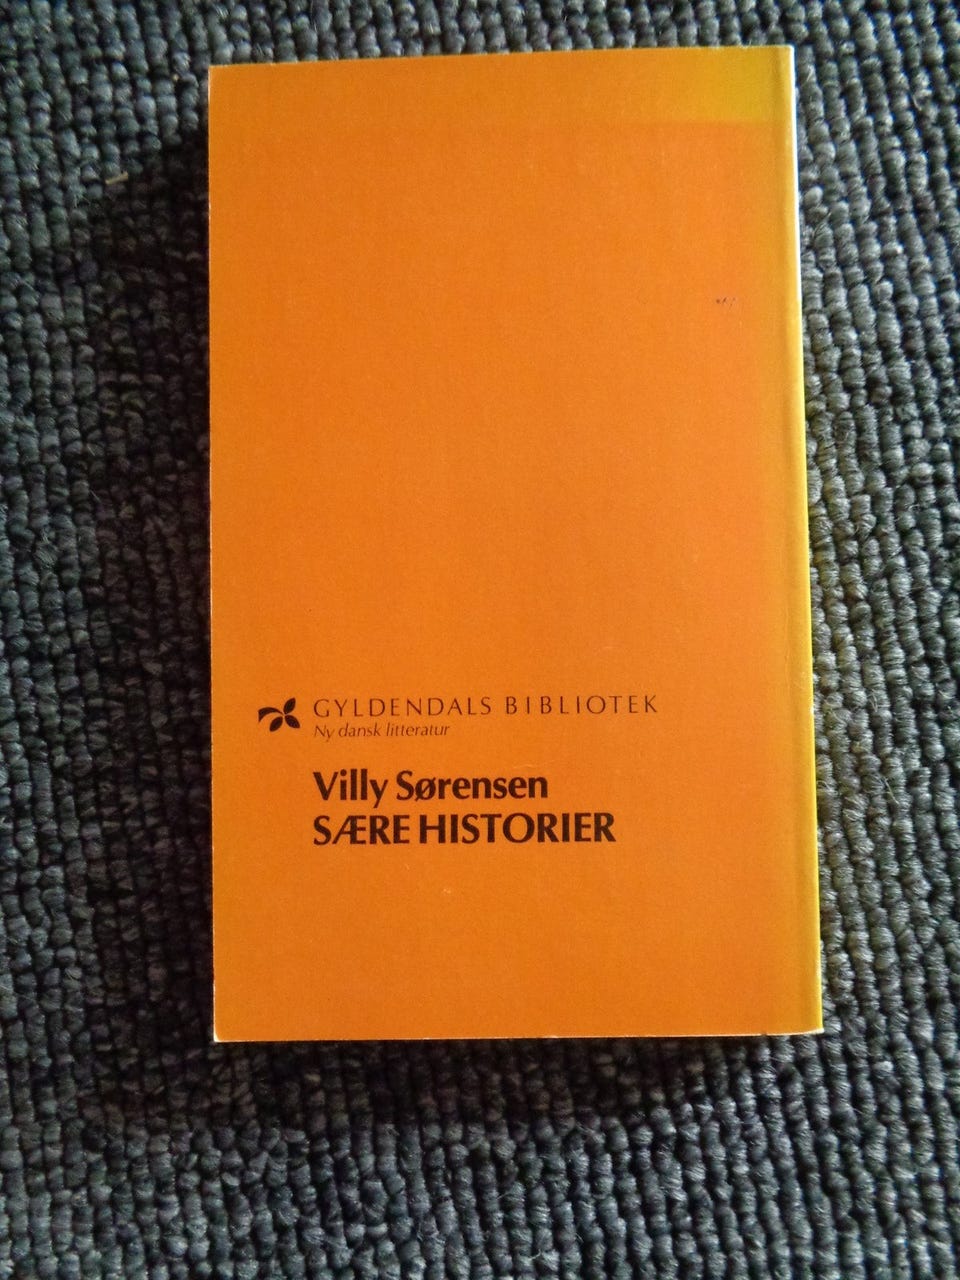 GYLDENDALS BIBLIOTEK
Ny dansk litteratur
Villy Sørensen
SÆRE HISTORIER